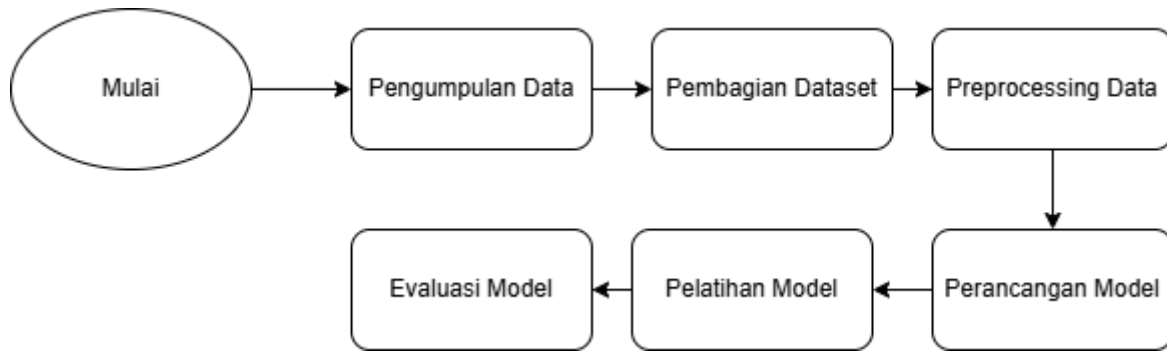 Mulai
Pengumpulan Data
Pembagian Dataset
Preprocessing Data
Perancangan Model
Pelatihan Model
Evaluasi Model